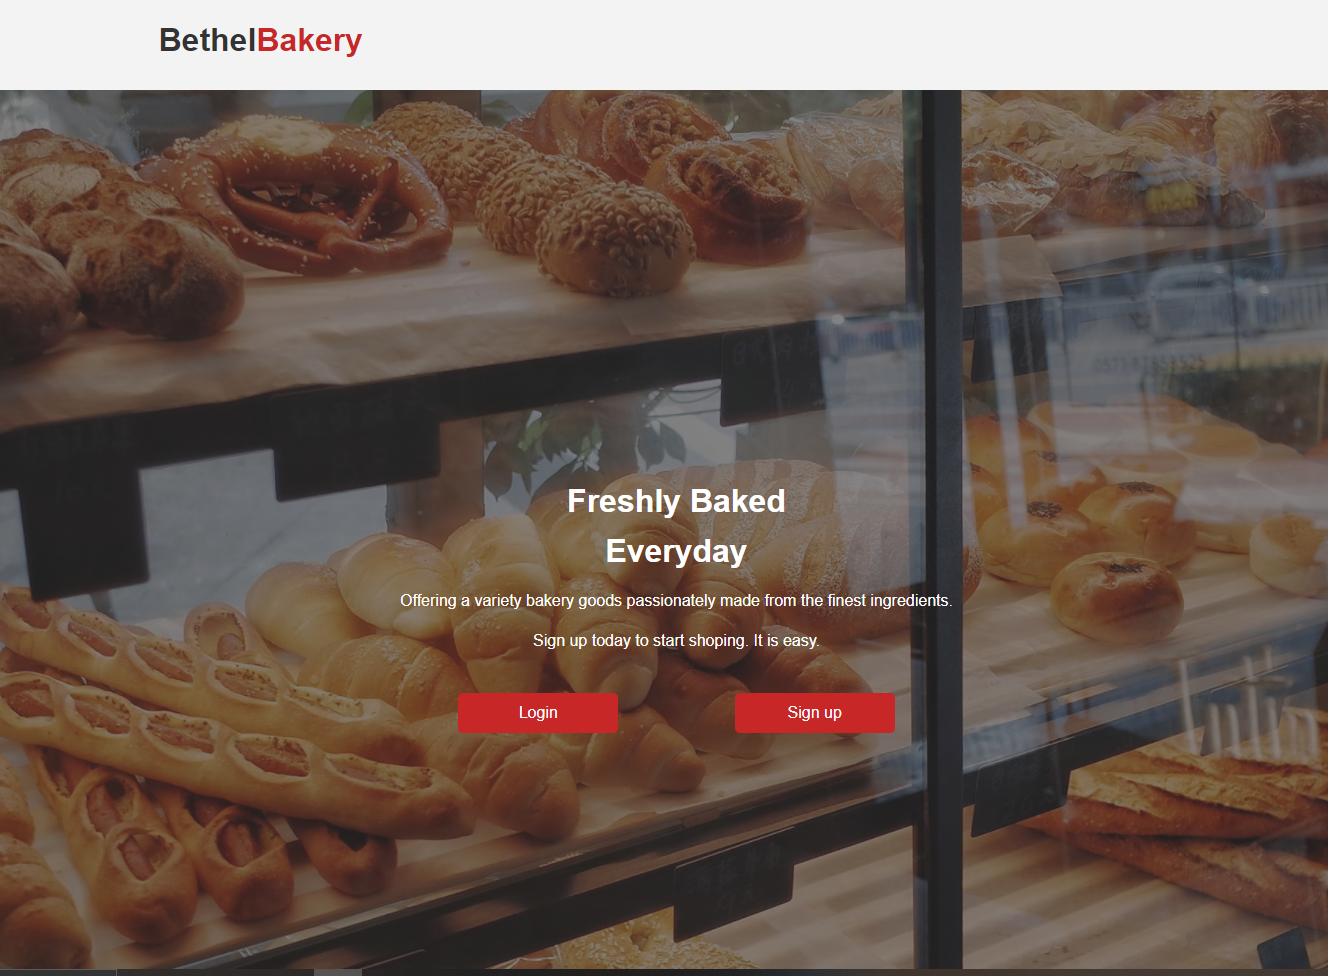 BethelBakery
Freshly Baked
Everyday
Offering a variety bakery goods passionately made from the finest ingredients.
Sign up today to start shoping. It is easy.
Login
Sign up